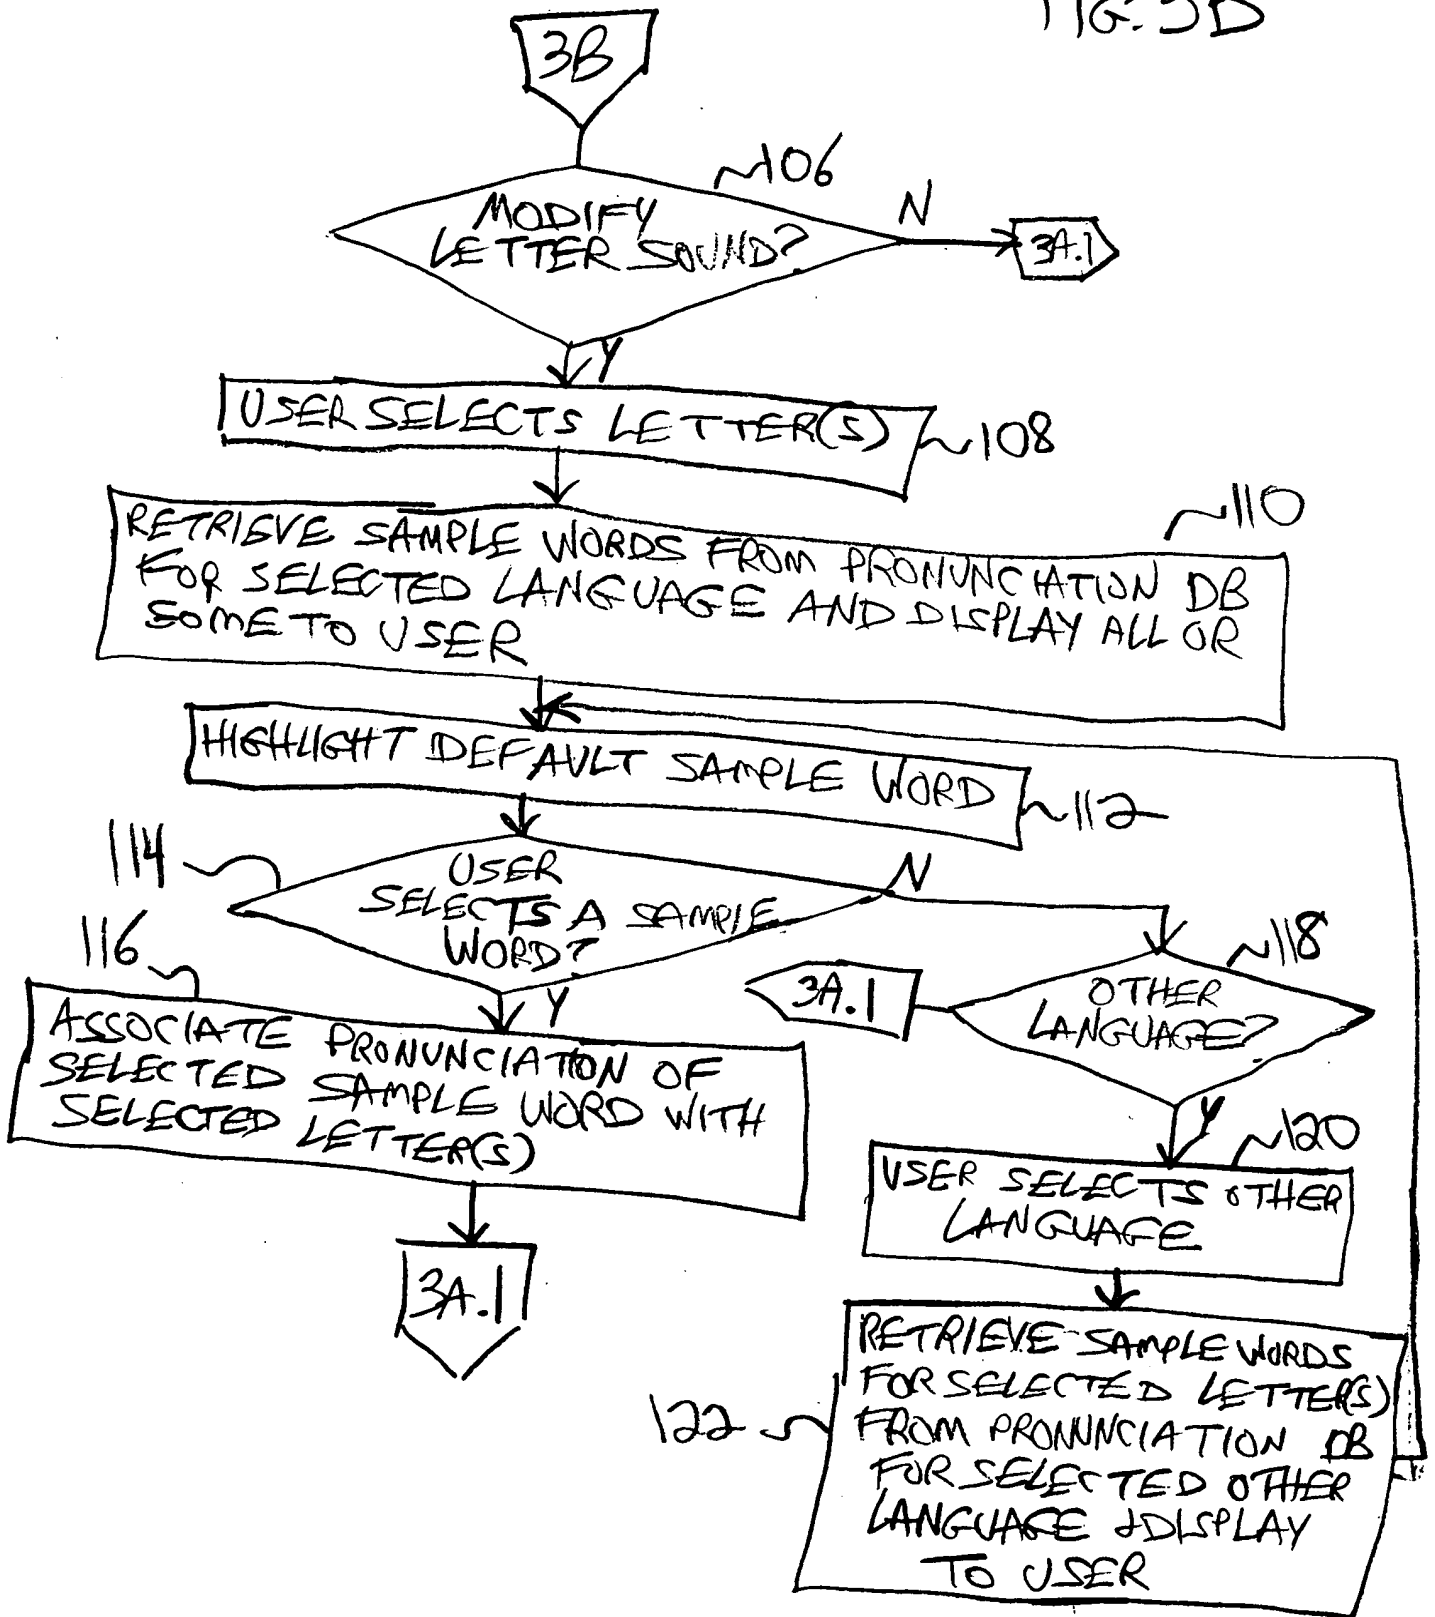 FIG. 3B
3B
106
MODIFY
LETTER SOUND?
N
3A.1
Y
USER SELECTS LETTER(S)
108
110
RETRIEVE SAMPLE WORDS FROM PRONUNCIATION DB
FOR SELECTED LANGUAGE AND DISPLAY ALL OR
SOME TO USER
HIGHLIGHT DEFAULT SAMPLE WORD
112
114
USER
SELECTS A SAMPLE
WORD?
N
Y
116
ASSOCIATE PRONUNCIATION OF
SELECTED SAMPLE WORD WITH
SELECTED LETTER(S)
3A.1
118
OTHER
LANGUAGE?
3A.1
Y
120
USER SELECTS OTHER
LANGUAGE
122
RETRIEVE SAMPLE WORDS
FOR SELECTED LETTER(S)
FROM PRONUNCIATION DB
FOR SELECTED OTHER
LANGUAGE & DISPLAY
TO USER